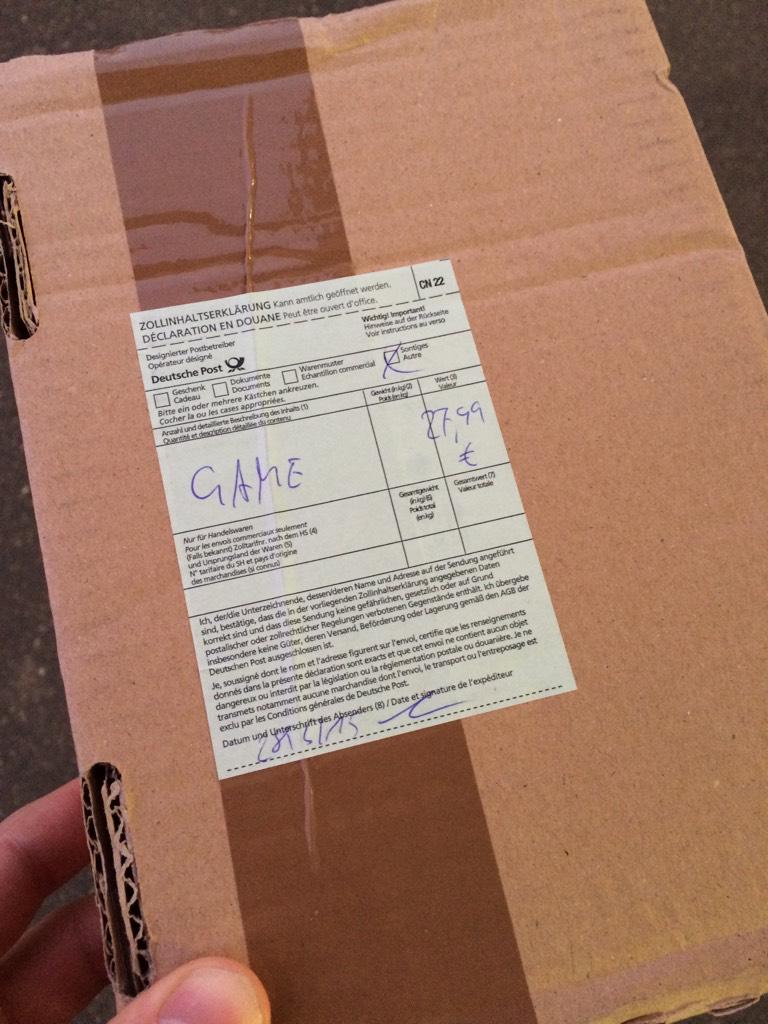 ZOLLINHALTSERKLÄRUNG Kann amtlich geöffnet werden.
DÉCLARATION EN DOUANE Peut être ouvert d'office.
CN 22
Designierter Postbetreiber
Opérateur désigné
Wichtig! Important!
Hinweise auf der Rückseite
Voir instructions au verso
Deutsche Post
Geschenk
Cadeau
Dokumente
Documents
Warenmuster
Echantillon commercial
Sontiges
Autre
Bitte ein oder mehrere Kästchen ankreuzen.
Cocher la ou les cases appropriées.
Anzahl und detaillierte Beschreibung des Inhalts (1)
Quantité et description détaillée du contenu
Gewicht (in kg) (2)
Poids (en kg)
Wert (3)
Valeur
GAME
27,99
€
Nur für Handelswaren
Pour les envois commerciaux seulement
(Falls bekannt) Zolltarifnr. nach dem HS (4)
und Ursprungsland der Waren (5)
N° tarifaire du SH et pays d'origine
des marchandises (si connus)
Gesamtgewicht
(in kg) (6)
Poids total
(en kg)
Gesamtwert (7)
Valeur totale
Ich, der/die Unterzeichnende, dessen/deren Name und Adresse auf der Sendung angeführt
sind, bestätige, dass die in der vorliegenden Zollinhaltserklärung angegebenen Daten
korrekt sind und dass diese Sendung keine gefährlichen, gesetzlich oder auf Grund
postalischer oder zollrechtlicher Regelungen verbotenen Gegenstände enthält. Ich übergebe
insbesondere keine Güter, deren Versand, Beförderung oder Lagerung gemäß den AGB der
Deutschen Post ausgeschlossen ist.
Je, soussigné dont le nom et l'adresse figurent sur l'envoi, certifie que les renseignements
donnés dans la présente déclaration sont exacts et que cet envoi ne contient aucun objet
dangereux ou interdit par la législation ou la réglementation postale ou douanière. Je ne
transmets notamment aucune marchandise dont l'envoi, le transport ou l'entreposage est
exclu par les Conditions générales de Deutsche Post.
Datum und Unterschrift des Absenders (8) / Date et signature de l'expéditeur